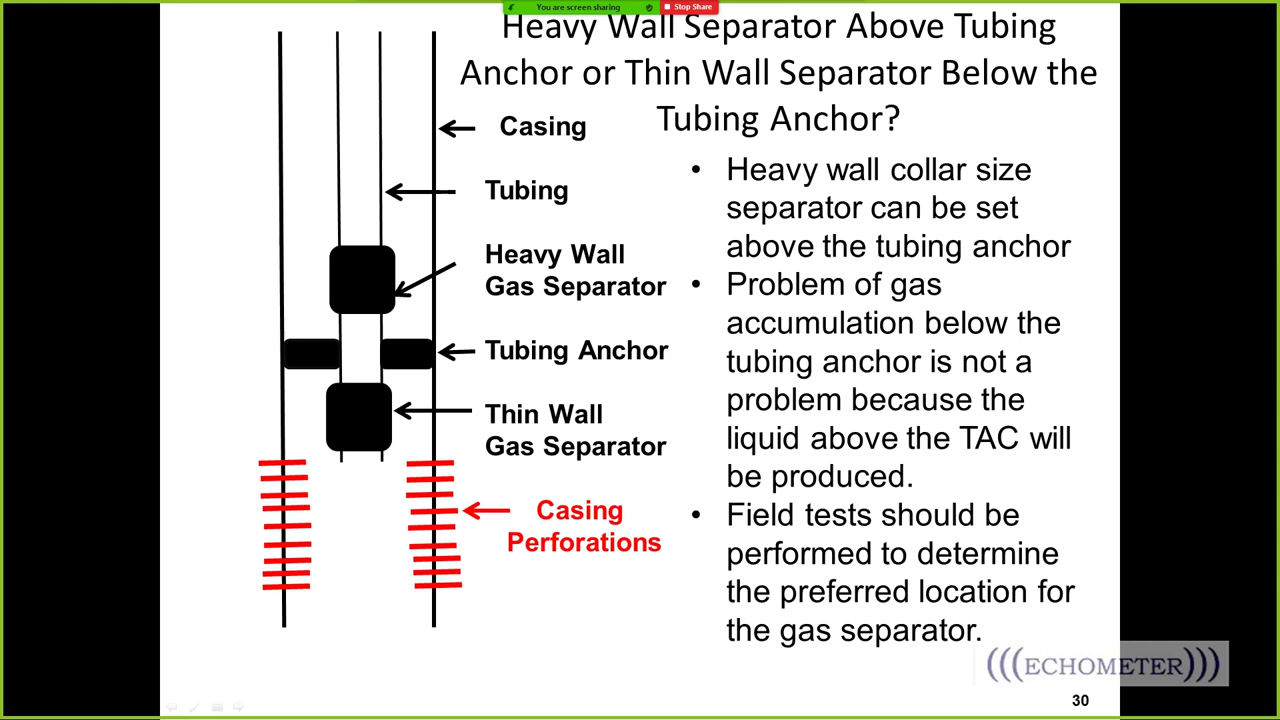 You are screen sharing
Stop Share
Heavy Wall Separator Above Tubing
Anchor or Thin Wall Separator Below the
Tubing Anchor?
Casing
Tubing
Heavy Wall
Gas Separator
Tubing Anchor
Thin Wall
Gas Separator
Casing
Perforations
• Heavy wall collar size
separator can be set
above the tubing anchor
• Problem of gas
accumulation below the
tubing anchor is not a
problem because the
liquid above the TAC will
be produced.
• Field tests should be
performed to determine
the preferred location for
the gas separator.
(((ECHOMETER)))
30